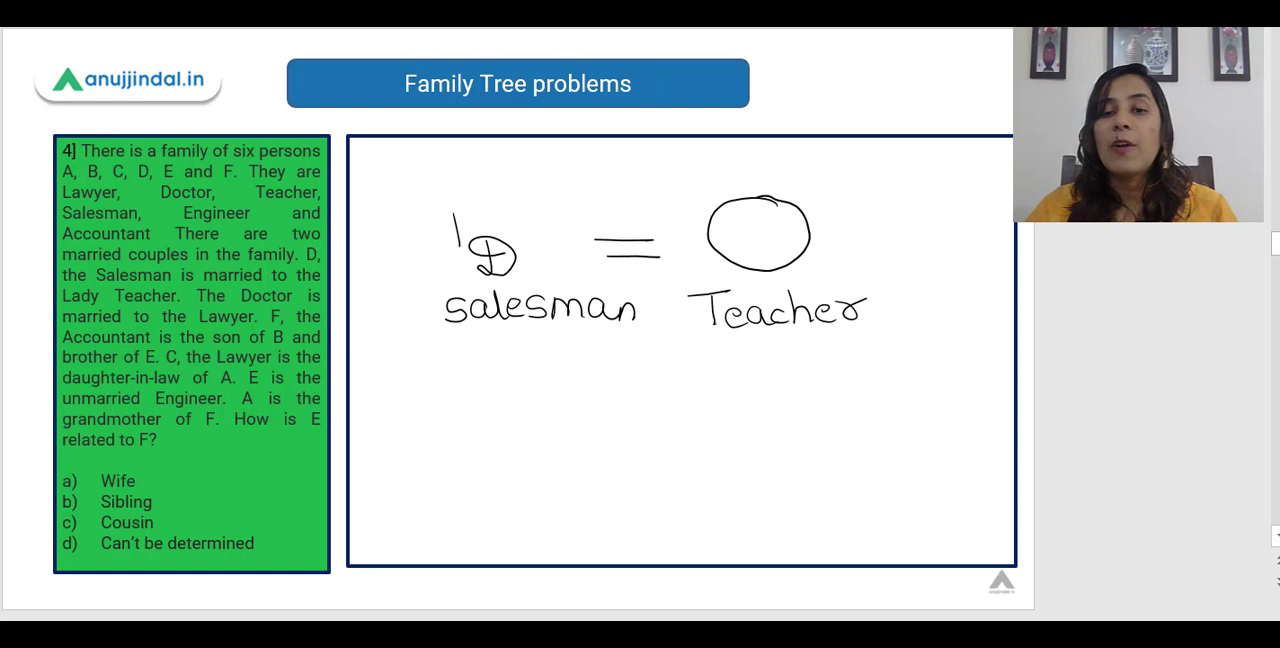 anujjindal.in
Family Tree problems
4] There is a family of six persons
A, B, C, D, E and F. They are
Lawyer, Doctor, Teacher,
Salesman, Engineer and
Accountant There are two
married couples in the family. D,
the Salesman is married to the
Lady Teacher. The Doctor is
married to the Lawyer. F, the
Accountant is the son of B and
brother of E. C, the Lawyer is the
daughter-in-law of A. E is the
unmarried Engineer. A is the
grandmother of F. How is E
related to F?
a) Wife
b) Sibling
c) Cousin
d) Can't be determined
D =
salesman Teacher